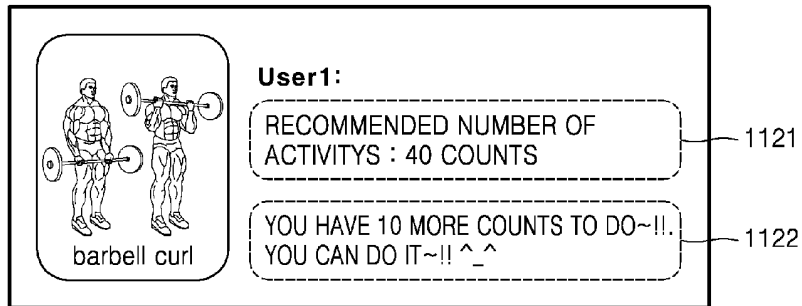 User1:
RECOMMENDED NUMBER OF
ACTIVITYS : 40 COUNTS
1121
YOU HAVE 10 MORE COUNTS TO DO~!!.
YOU CAN DO IT~!! ^_^
1122
barbell curl